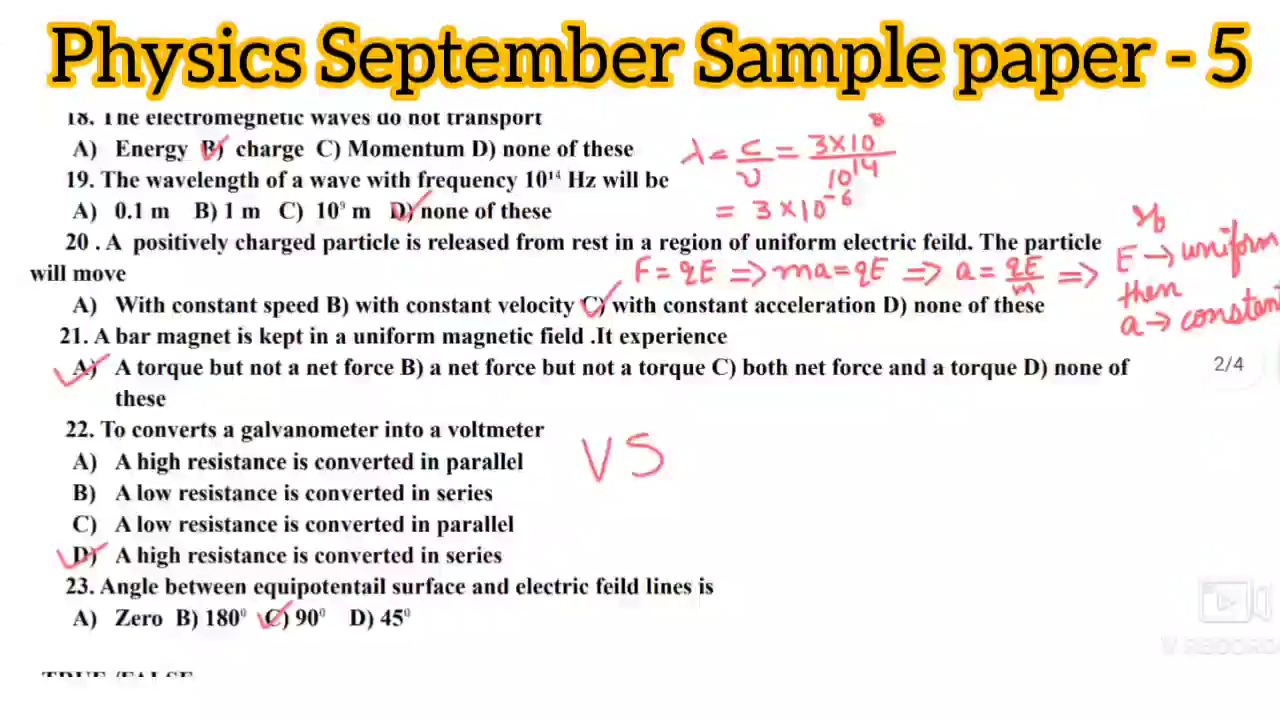 Physics September Sample paper - 5
18. The electromegnetic waves do not transport
A) Energy B) charge C) Momentum D) none of these
λ = c/ν = 3×10⁸/10¹⁴
19. The wavelength of a wave with frequency 10¹⁴ Hz will be
A) 0.1 m B) 1 m C) 10⁹ m D) none of these
= 3×10⁻⁶
20 . A positively charged particle is released from rest in a region of uniform electric feild. The particle
will move
F = qE ⇒ ma = qE ⇒ a = qE/m ⇒
If
E → uniform
then
a → constant
A) With constant speed B) with constant velocity C) with constant acceleration D) none of these
21. A bar magnet is kept in a uniform magnetic field .It experience
A) A torque but not a net force B) a net force but not a torque C) both net force and a torque D) none of
these
2/4
22. To converts a galvanometer into a voltmeter
VS
A) A high resistance is converted in parallel
B) A low resistance is converted in series
C) A low resistance is converted in parallel
D) A high resistance is converted in series
23. Angle between equipotentail surface and electric feild lines is
A) Zero B) 180⁰ C) 90⁰ D) 45⁰
TRUE /FALSE